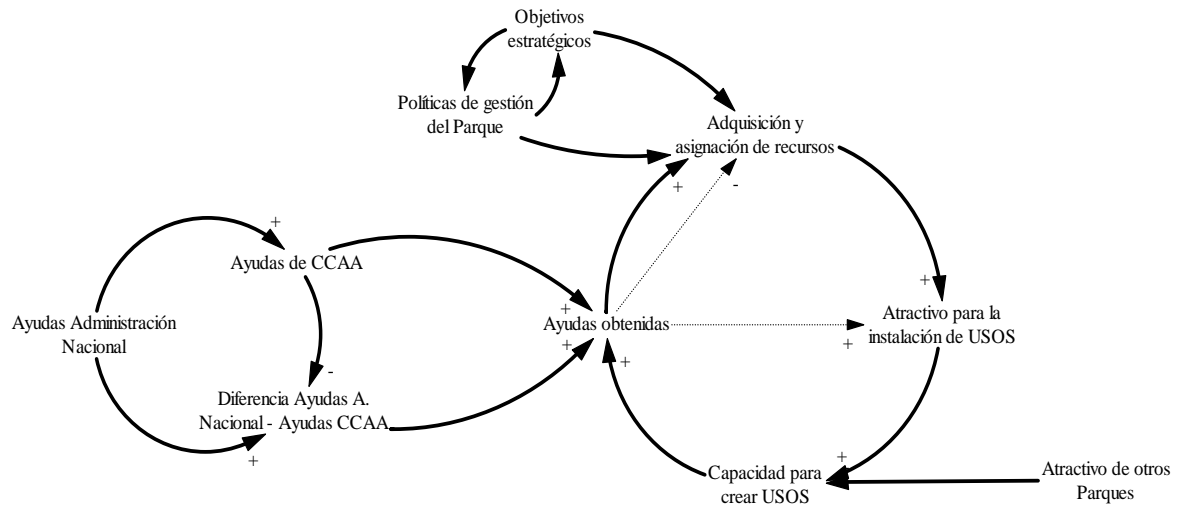 Objetivos
estratégicos
Políticas de gestión
del Parque
Adquisición y
asignación de recursos
+
-
+
Ayudas de CCAA
+
Ayudas Administración
Nacional
+
Ayudas obtenidas
+
+
+
Atractivo para la
instalación de USOS
+
-
Diferencia Ayudas A.
Nacional - Ayudas CCAA
+
+
Capacidad para
crear USOS
Atractivo de otros
Parques